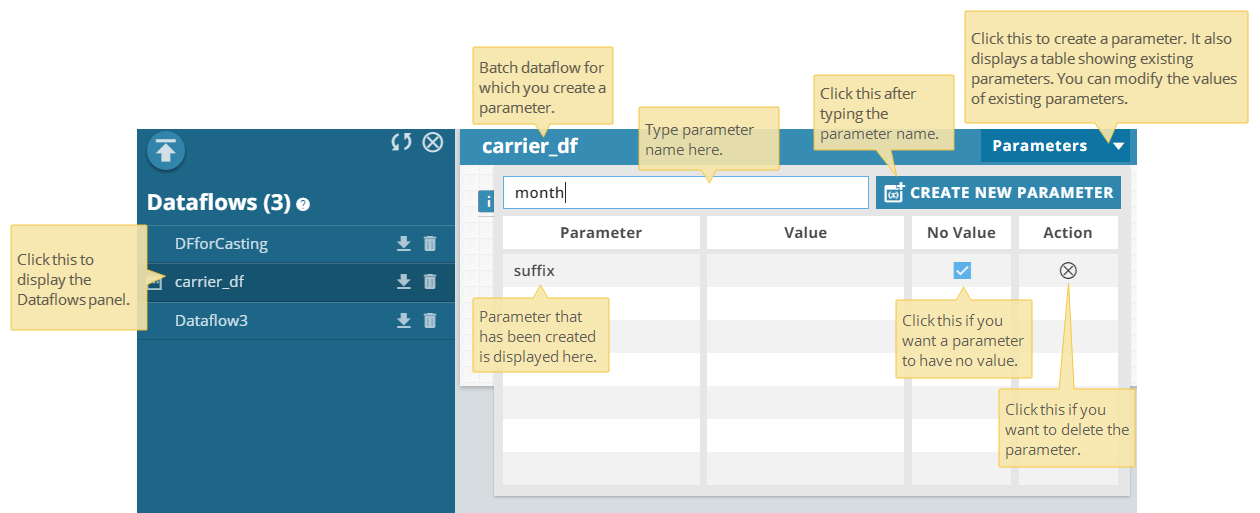 Click this to create a parameter. It also
displays a table showing existing
parameters. You can modify the values
of existing parameters.
Batch dataflow for
which you create a
parameter.
Click this after
typing the
parameter name.
Type parameter
name here.
carrier_df
Parameters
Dataflows (3) ?
i
month
CREATE NEW PARAMETER
Parameter
Value
No Value
Action
DFforCasting
Click this to
display the
Dataflows panel.
carrier_df
suffix
Dataflow3
Parameter that
has been created
is displayed here.
Click this if you
want a parameter
to have no value.
Click this if you
want to delete the
parameter.